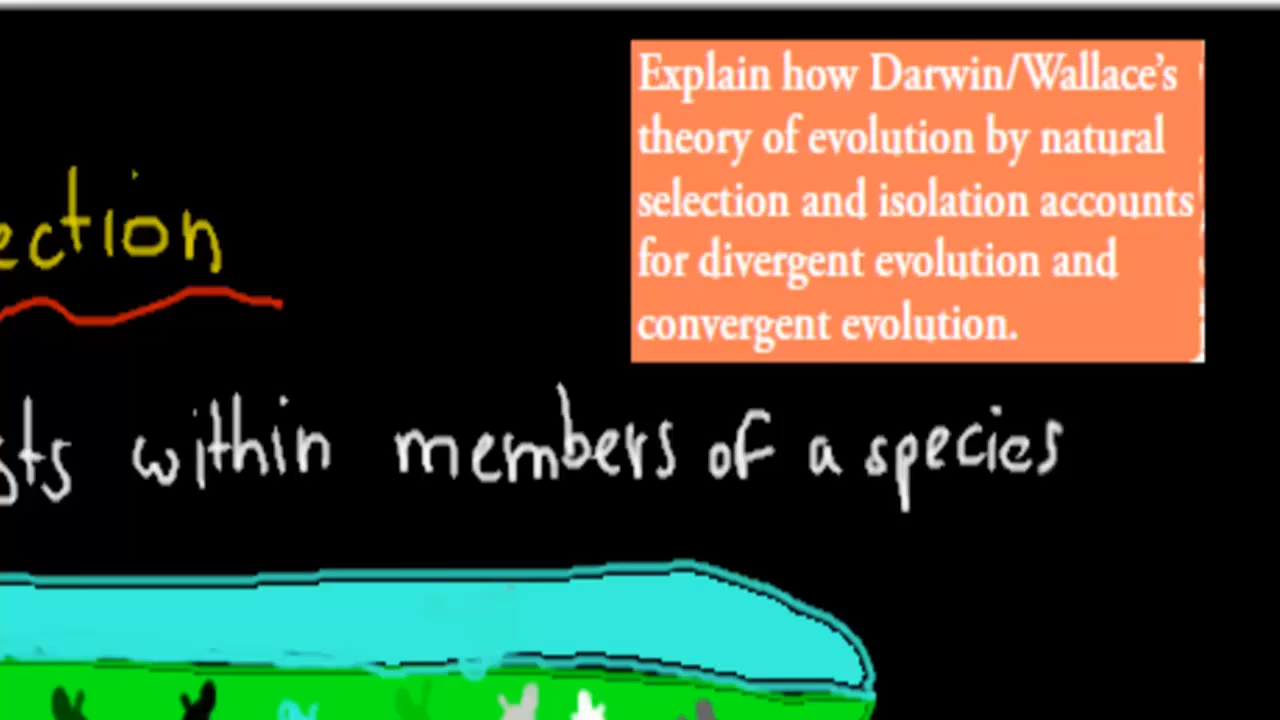 Explain how Darwin/Wallace's
theory of evolution by natural
selection and isolation accounts
for divergent evolution and
convergent evolution.
ection
sts within members of a species